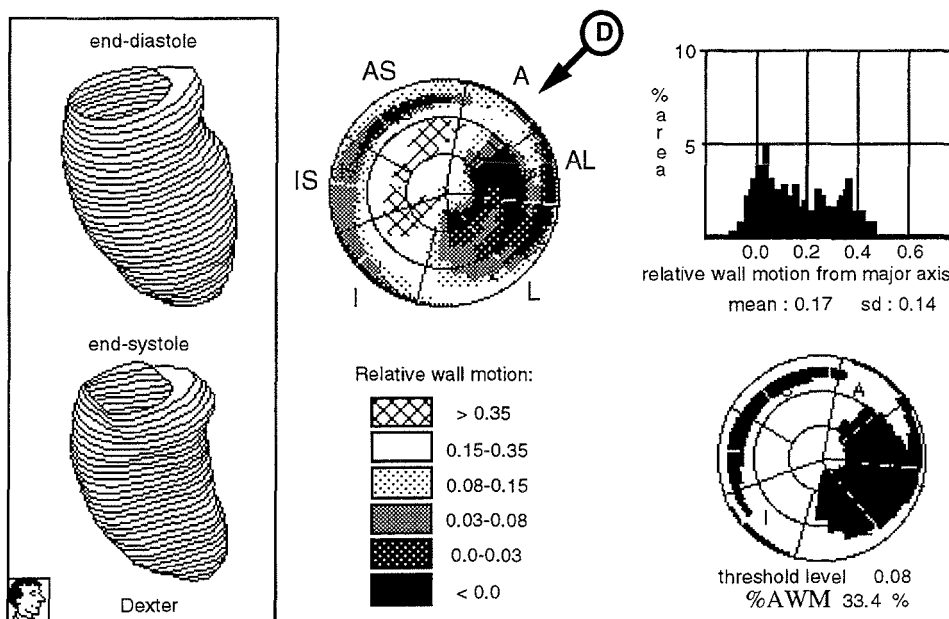 end-diastole
end-systole
Dexter
D
AS
A
AL
IS
I
L
Relative wall motion:
> 0.35
0.15-0.35
0.08-0.15
0.03-0.08
0.0-0.03
< 0.0
10
5
% area
0.0 0.2 0.4 0.6
relative wall motion from major axis
mean : 0.17 sd : 0.14
A
I
threshold level 0.08
%AWM 33.4 %